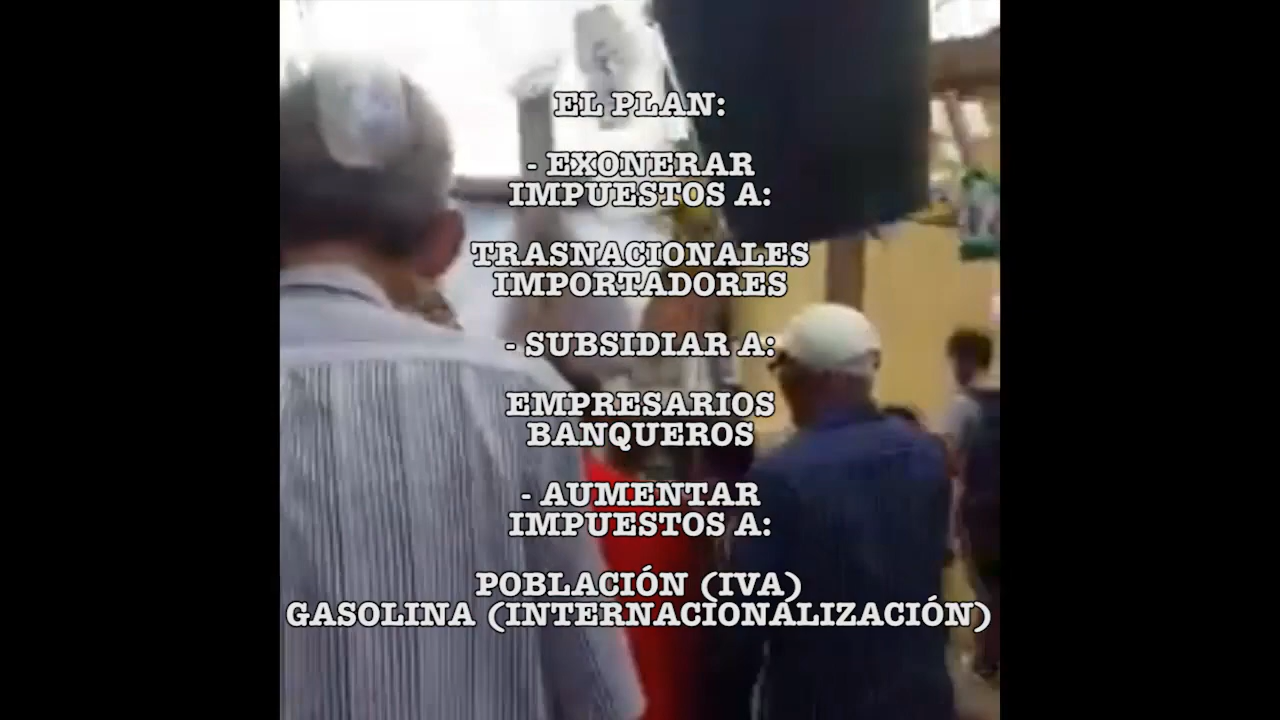 EL PLAN:
- EXONERAR
IMPUESTOS A:
TRASNACIONALES
IMPORTADORES
- SUBSIDIAR A:
EMPRESARIOS
BANQUEROS
- AUMENTAR
IMPUESTOS A:
POBLACIÓN (IVA)
GASOLINA (INTERNACIONALIZACIÓN)